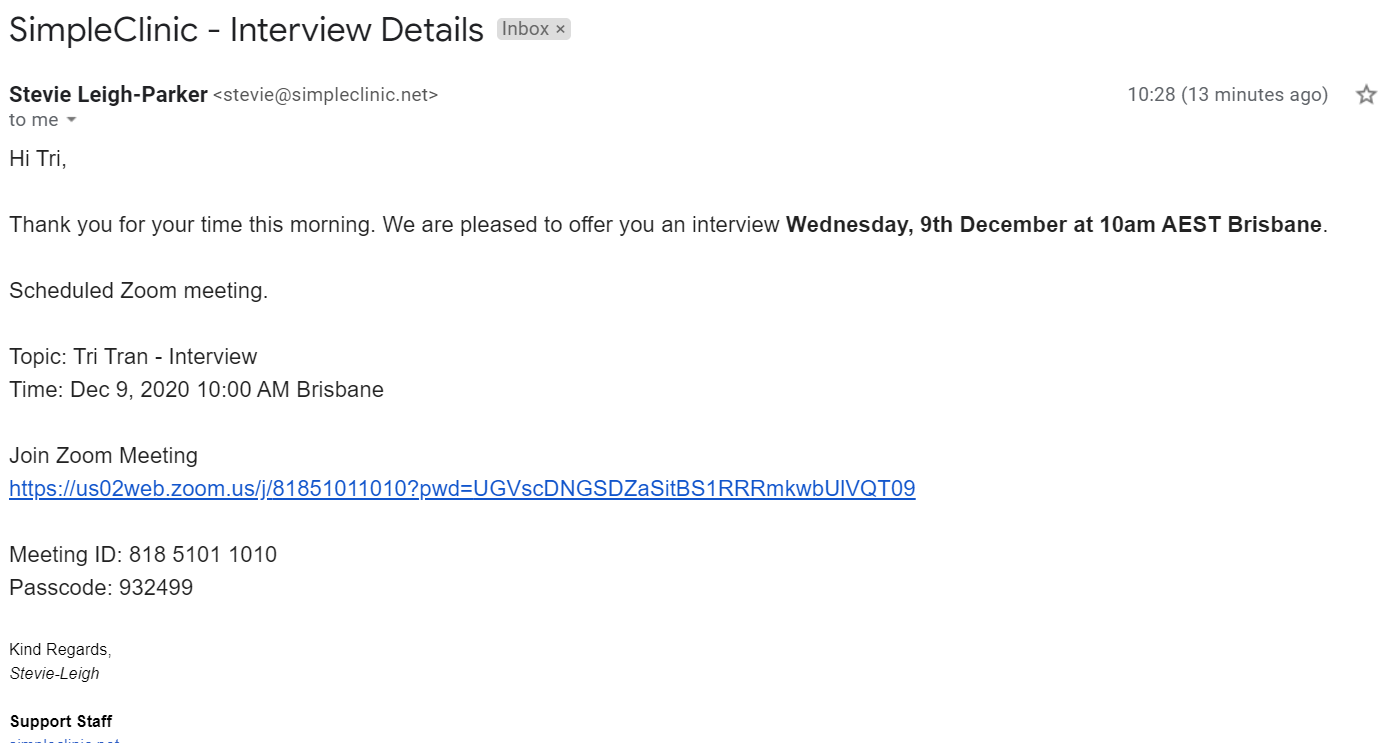 SimpleClinic - Interview Details Inbox ×
Stevie Leigh-Parker <stevie@simpleclinic.net> 10:28 (13 minutes ago)
to me
Hi Tri,
Thank you for your time this morning. We are pleased to offer you an interview Wednesday, 9th December at 10am AEST Brisbane.
Scheduled Zoom meeting.
Topic: Tri Tran - Interview
Time: Dec 9, 2020 10:00 AM Brisbane
Join Zoom Meeting
https://us02web.zoom.us/j/81851011010?pwd=UGVscDNGSDZaSitBS1RRRmkwbUlVQT09
Meeting ID: 818 5101 1010
Passcode: 932499
Kind Regards,
Stevie-Leigh
Support Staff
simpleclinic.net